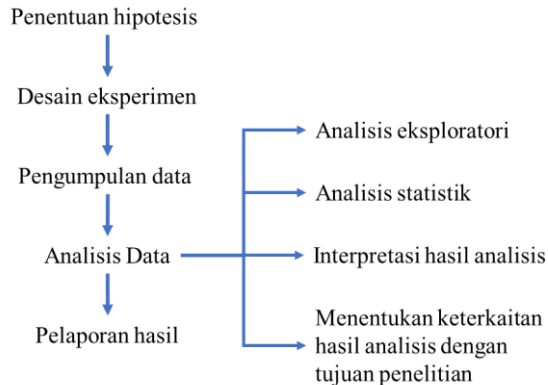 Penentuan hipotesis
Desain eksperimen
Pengumpulan data
Analisis Data
Pelaporan hasil
Analisis eksploratori
Analisis statistik
Interpretasi hasil analisis
Menentukan keterkaitan
hasil analisis dengan
tujuan penelitian